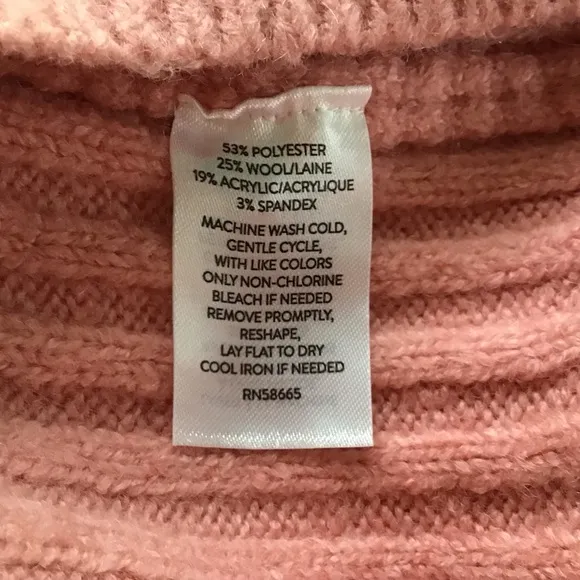 53% POLYESTER
25% WOOL/LAINE
19% ACRYLIC/ACRYLIQUE
3% SPANDEX
MACHINE WASH COLD,
GENTLE CYCLE,
WITH LIKE COLORS
ONLY NON-CHLORINE
BLEACH IF NEEDED
REMOVE PROMPTLY,
RESHAPE,
LAY FLAT TO DRY
COOL IRON IF NEEDED
RN58665